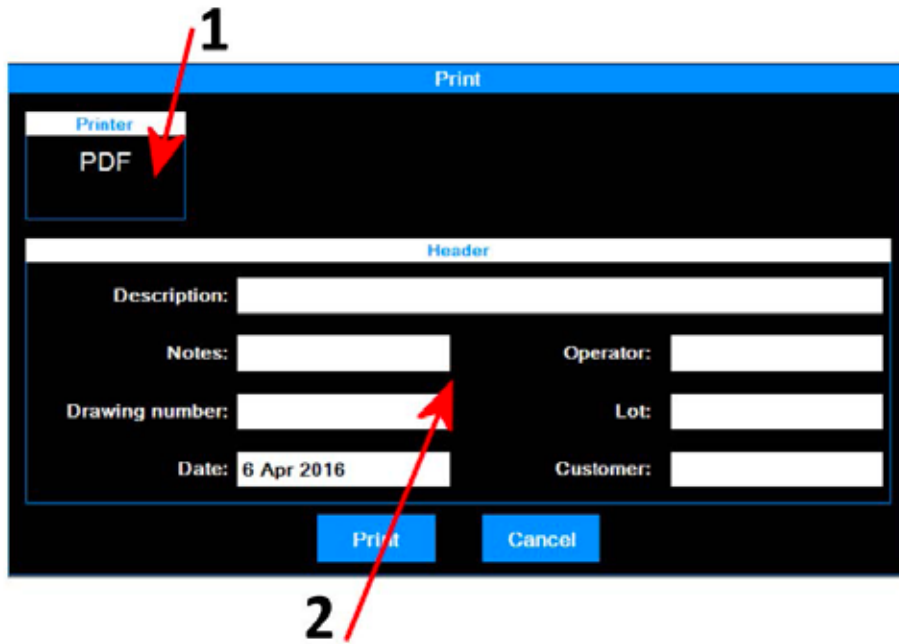 1
Print
Printer
PDF
Header
Description:
Notes:
Operator:
Drawing number:
Lot:
Date: 6 Apr 2016
Customer:
Print
Cancel
2